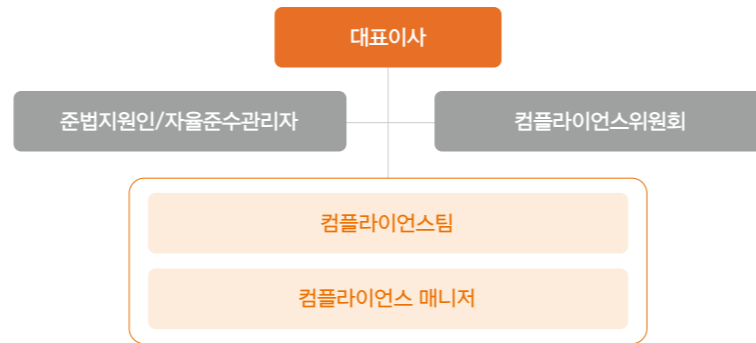 대표이사
준법지원인/자율준수관리자
컴플라이언스위원회
컴플라이언스팀
컴플라이언스 매니저